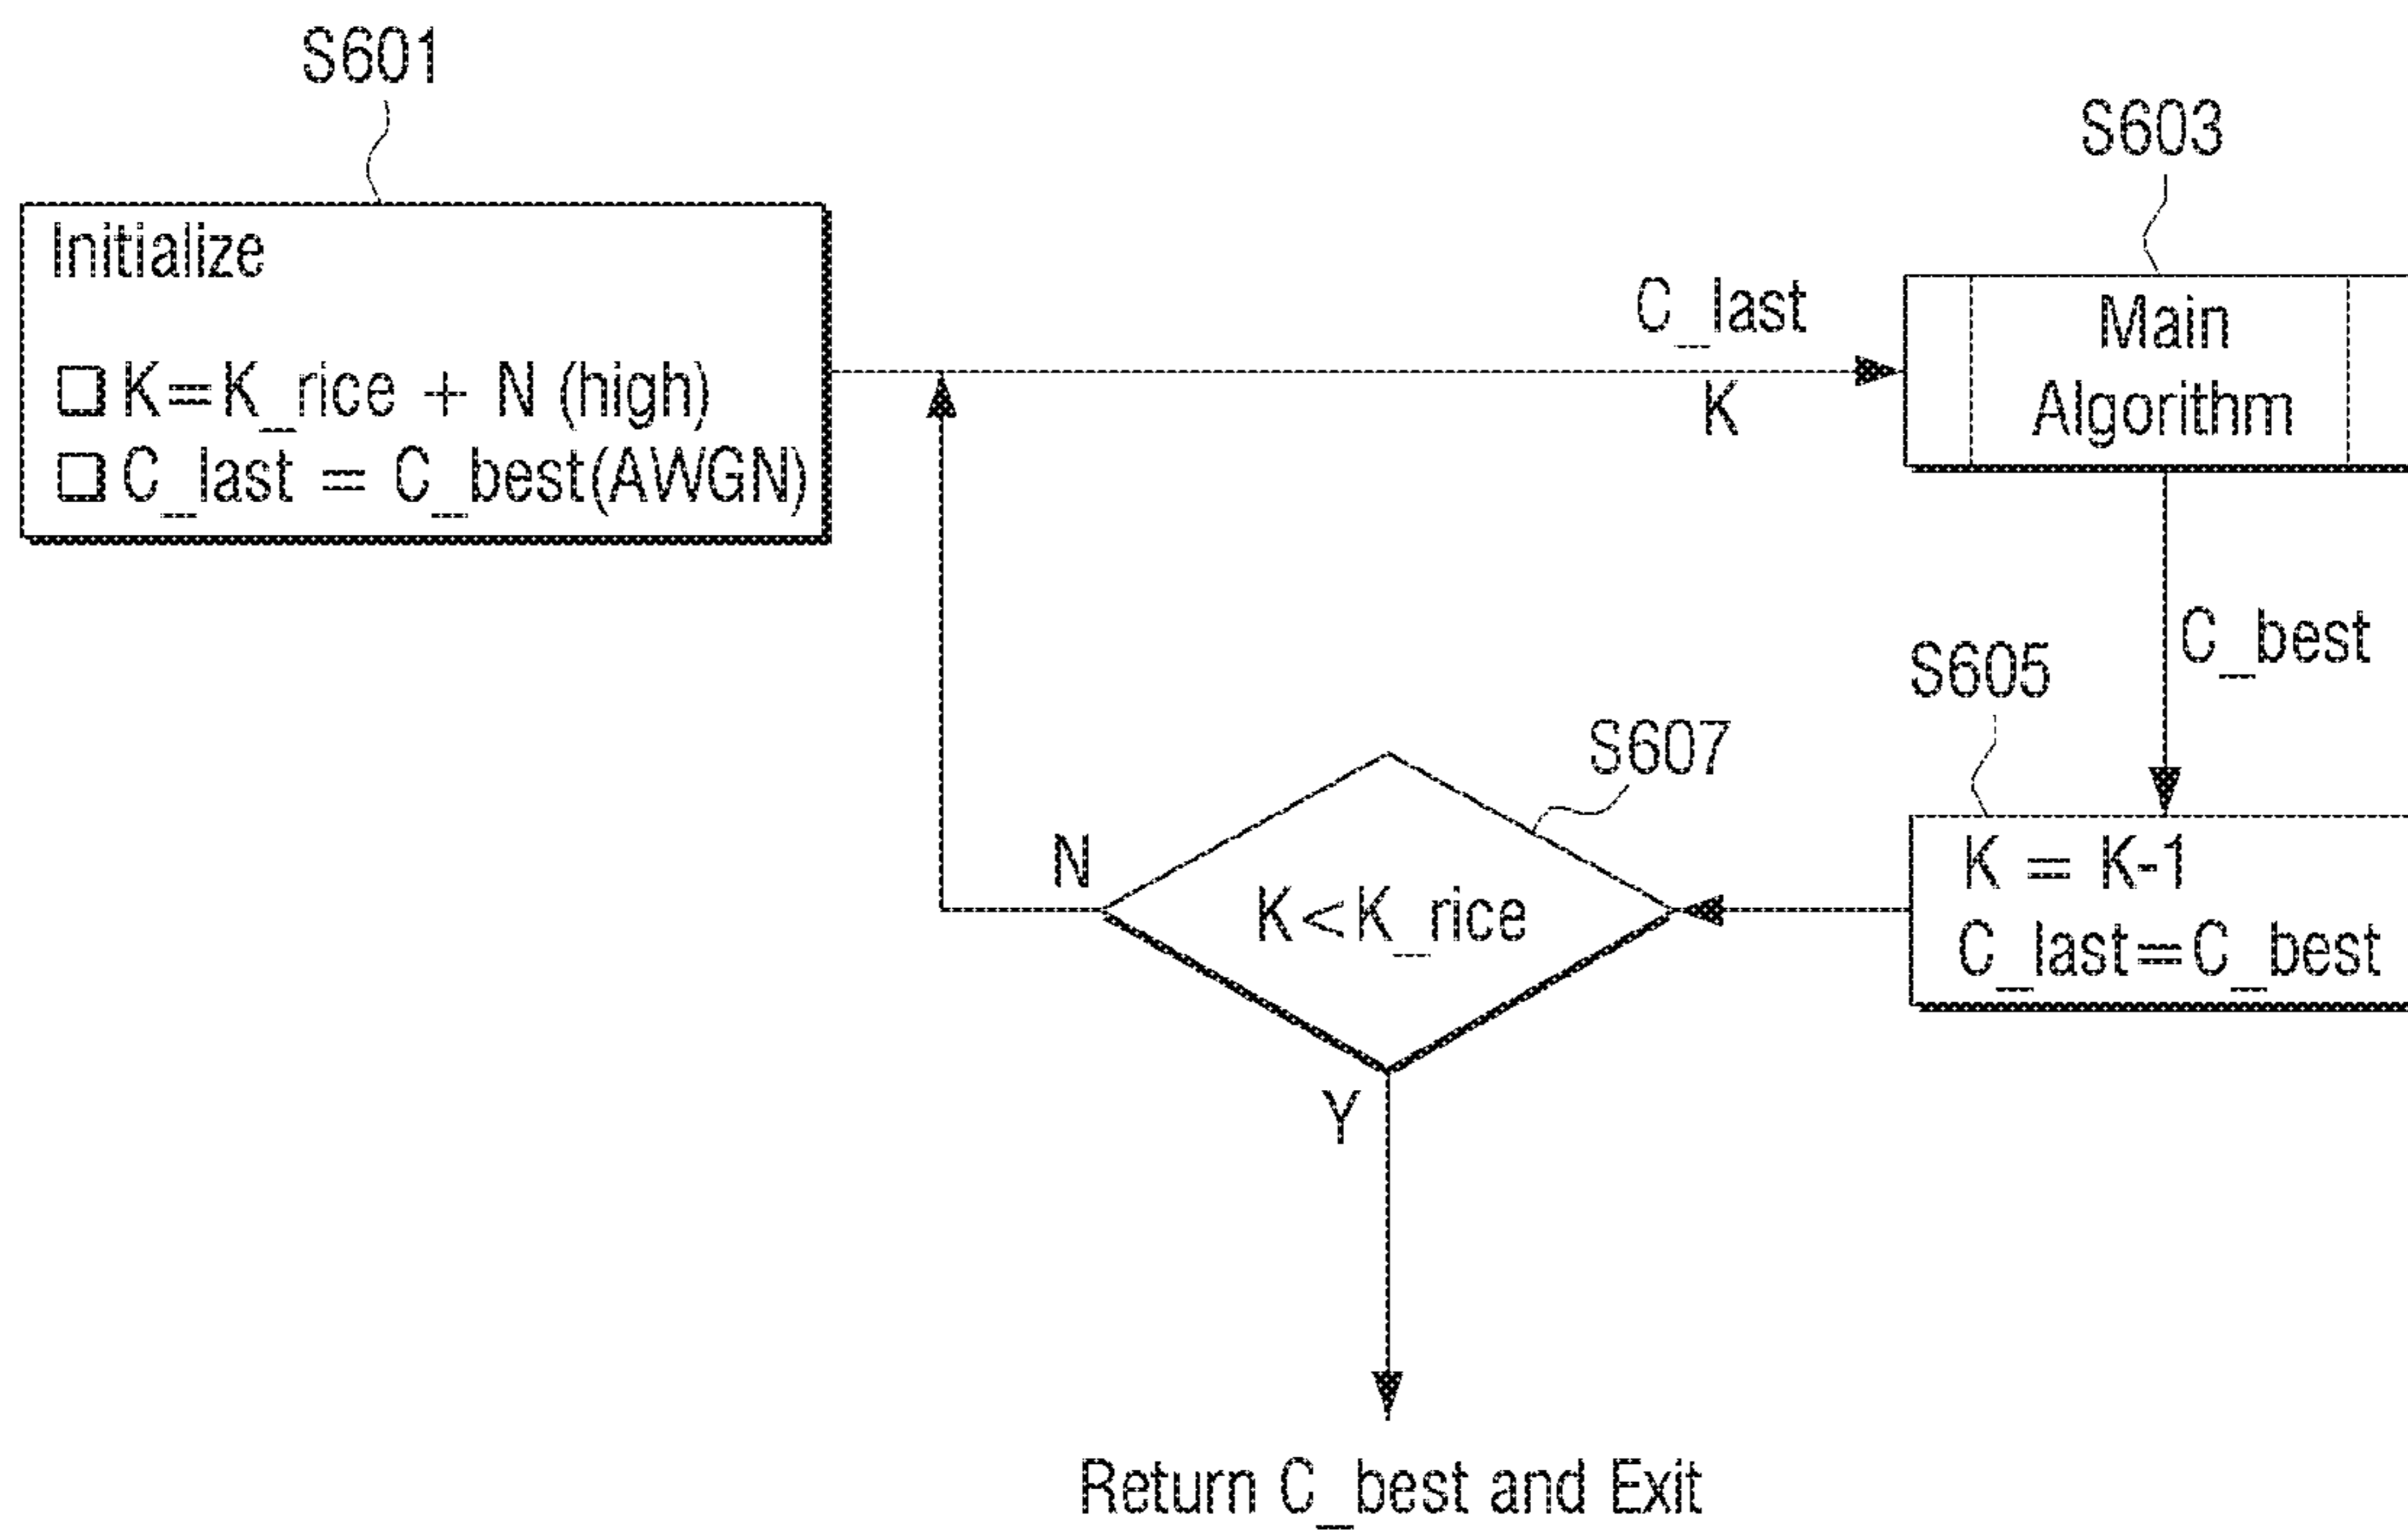 S601
Initialize
□ K=K_rice + N (high)
□ C_last = C_best(AWGN)
S603
C_last
K
Main
Algorithm
C_best
S605
K = K-1
C_last=C_best
S607
K<K_rice
N
Y
Return C_best and Exit